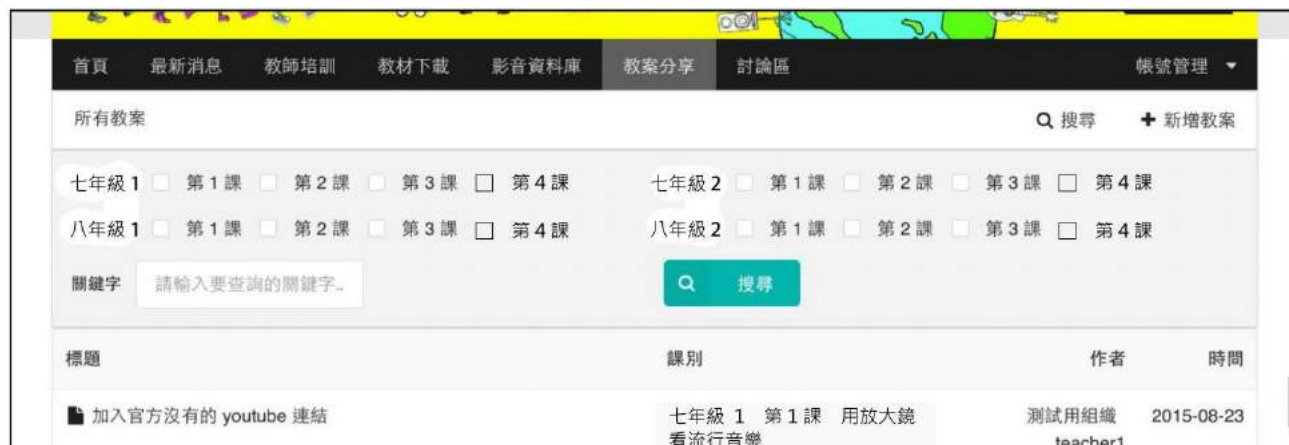 首頁 最新消息 教師培訓 教材下載 影音資料庫 教案分享 討論區 帳號管理
所有教案 搜尋 新增教案
七年級 1 第 1 課 第 2 課 第 3 課 第 4 課 七年級 2 第 1 課 第 2 課 第 3 課 第 4 課
八年級 1 第 1 課 第 2 課 第 3 課 第 4 課 八年級 2 第 1 課 第 2 課 第 3 課 第 4 課
關鍵字 請輸入要查詢的關鍵字.. 搜尋
標題 課別 作者 時間
加入官方沒有的 youtube 連結 七年級 1 第 1 課 用放大鏡 測試用組織 2015-08-23
看流行音樂 teacher1